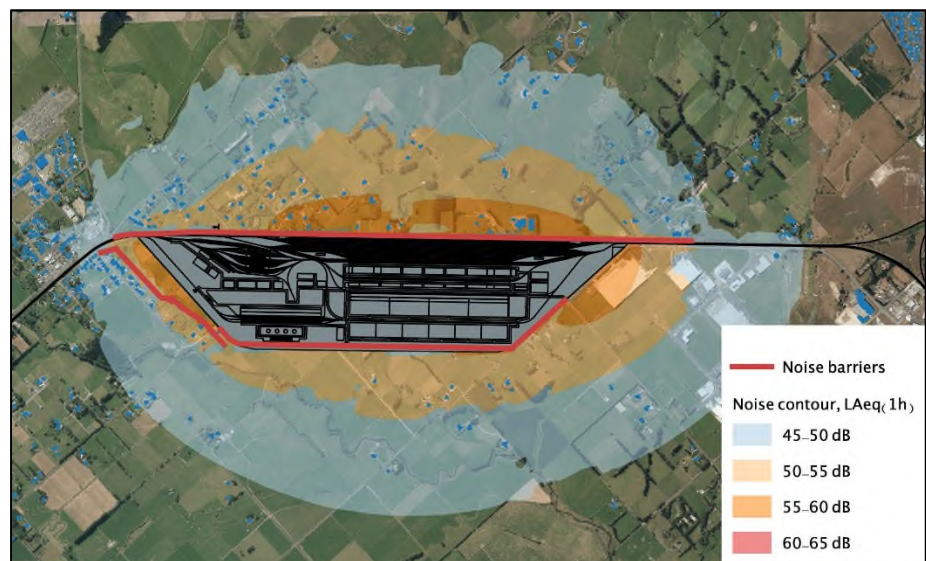 Noise barriers
Noise contour, LAeq(1h)
45–50 dB
50–55 dB
55–60 dB
60–65 dB